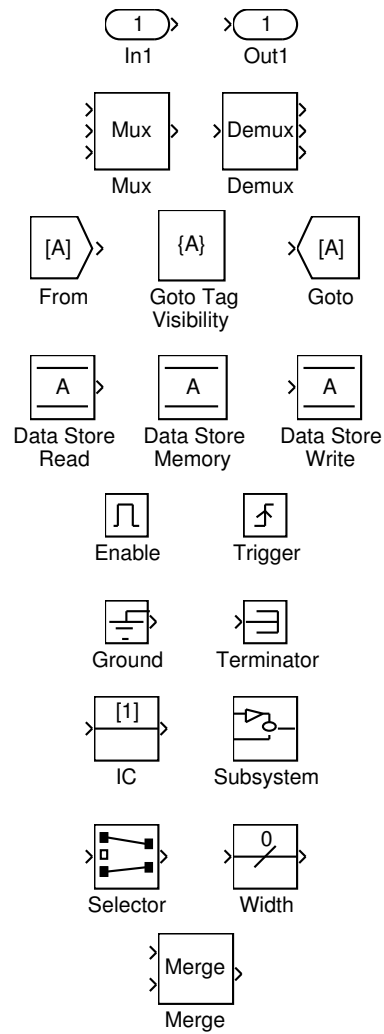 1 1
In1 Out1
Mux Demux
Mux Demux
[A] {A} [A]
From Goto Tag Goto
Visibility
A A A
Data Store Data Store Data Store
Read Memory Write
Enable Trigger
Ground Terminator
[1]
IC Subsystem
0
Selector Width
Merge
Merge